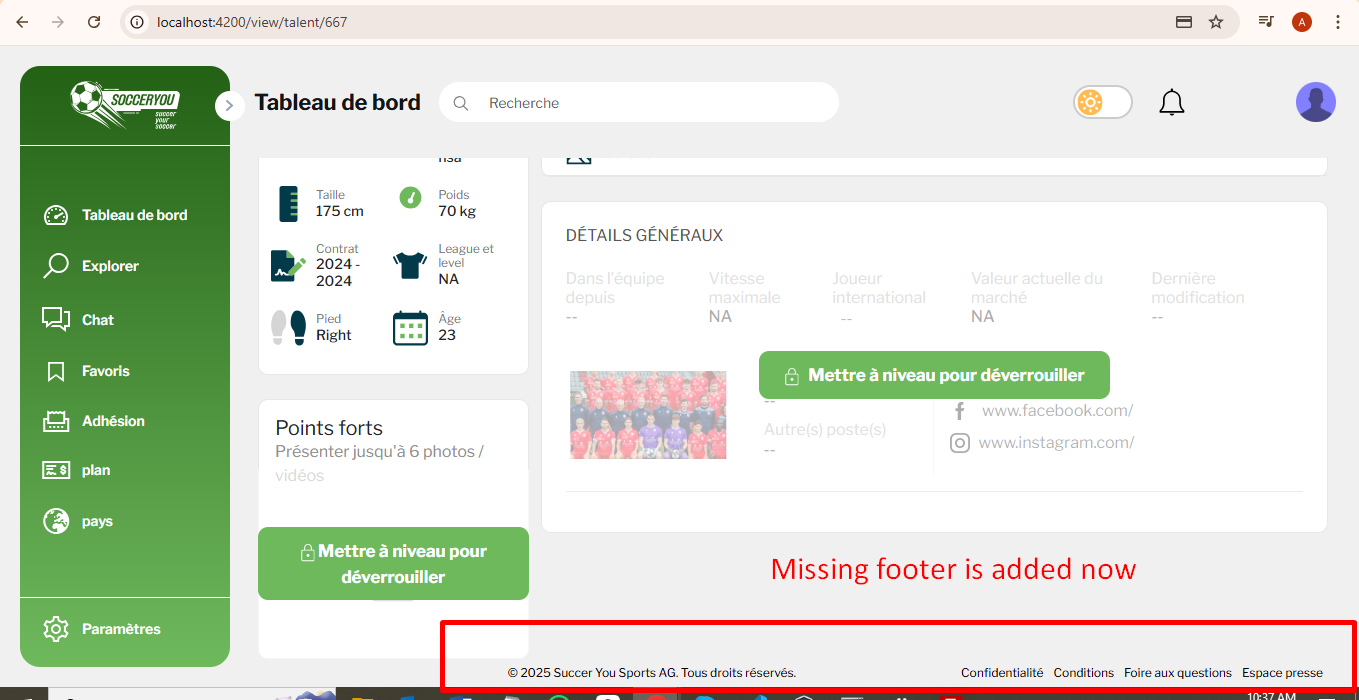 localhost:4200/view/talent/667
A
SOCCERYOU
succer
your
soccer
Tableau de bord
Recherche
Tableau de bord
Explorer
Chat
Favoris
Adhésion
plan
pays
Paramètres
Taille
175 cm
Poids
70 kg
Contrat
2024 -
2024
League et
level
NA
Pied
Right
Âge
23
Points forts
Présenter jusqu'à 6 photos /
vidéos
Mettre à niveau pour
déverrouiller
DÉTAILS GÉNÉRAUX
Dans l'équipe
depuis
--
Vitesse
maximale
NA
Joueur
international
--
Valeur actuelle du
marché
NA
Dernière
modification
--
Mettre à niveau pour déverrouiller
--
Autre(s) poste(s)
--
www.facebook.com/
www.instagram.com/
Missing footer is added now
© 2025 Succer You Sports AG. Tous droits réservés.
Confidentialité Conditions Foire aux questions Espace presse
10:37 AM